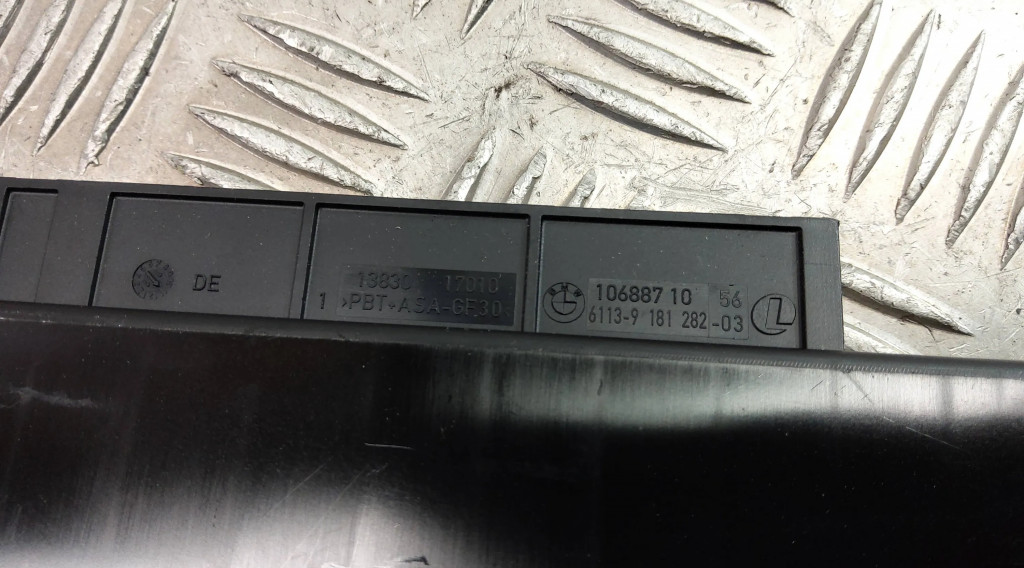 DE
13830 17010
1 >PBT+ASA-GF30
BMW
106887 10 56
6113-9 181 282-03
L